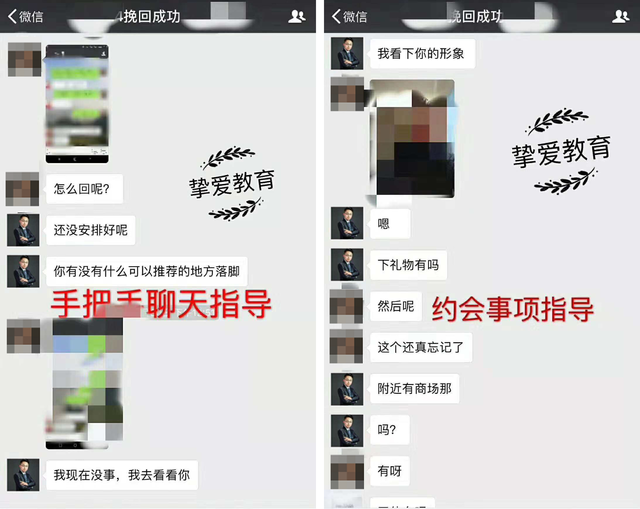 微信
4挽回成功
挚爱教育
怎么回呢?
还没安排好呢
你有没有什么可以推荐的地方落脚
手把手聊天指导
我现在没事，我去看看你
微信
挽回成功
我看下你的形象
挚爱教育
嗯
下礼物有吗
然后呢
约会事项指导
这个还真忘记了
附近有商场那
吗?
有呀